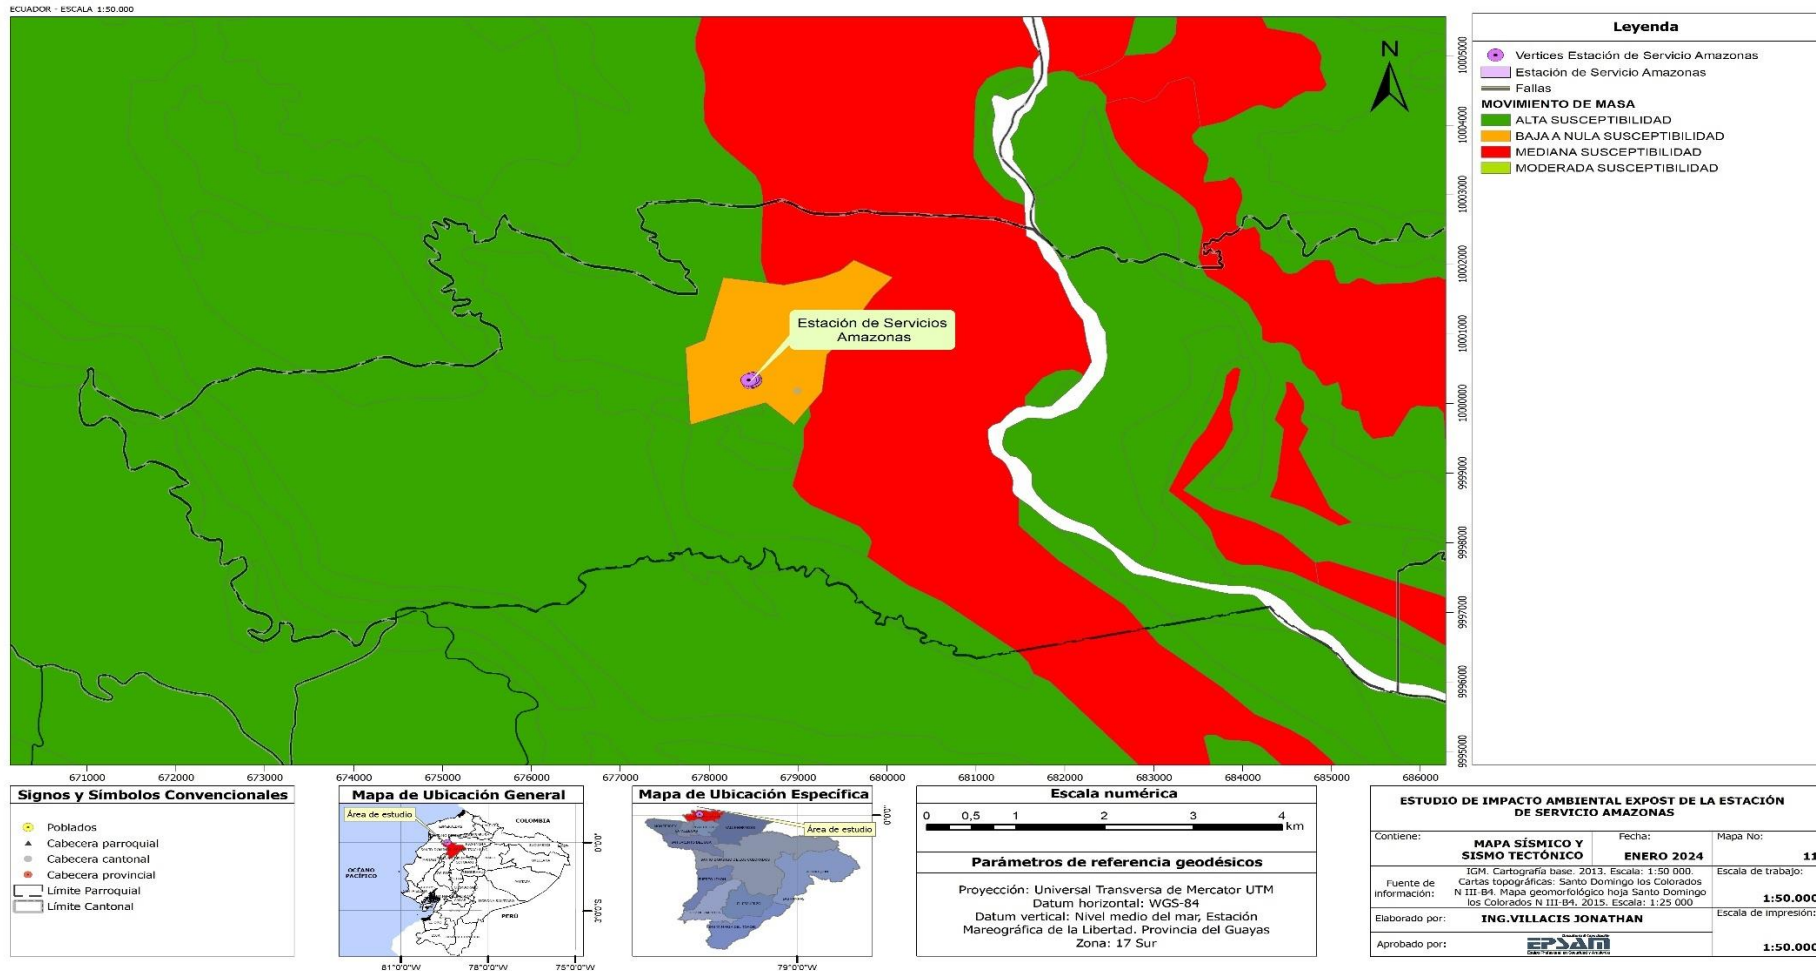 ECUADOR - ESCALA 1:50.000
N
Estación de Servicios
Amazonas
10005000
10004000
10003000
10002000
10001000
1000000
9999000
9998000
9997000
9996000
9995000
671000
672000
673000
674000
675000
676000
677000
678000
679000
680000
681000
682000
683000
684000
685000
686000
Leyenda
Vertices Estación de Servicio Amazonas
Estación de Servicio Amazonas
Fallas
MOVIMIENTO DE MASA
ALTA SUSCEPTIBILIDAD
BAJA A NULA SUSCEPTIBILIDAD
MEDIANA SUSCEPTIBILIDAD
MODERADA SUSCEPTIBILIDAD
Signos y Símbolos Convencionales
Poblados
Cabecera parroquial
Cabecera cantonal
Cabecera provincial
Límite Parroquial
Límite Cantonal
Mapa de Ubicación General
Área de estudio
COLOMBIA
OCÉANO
PACÍFICO
PERÚ
0°0'0"
3°0'0"S
81°0'0"W
78°0'0"W
75°0'0"W
Mapa de Ubicación Específica
Área de estudio
0°0'0"
79°0'0"W
Escala numérica
0 0,5 1 2 3 4
km
Parámetros de referencia geodésicos
Proyección: Universal Transversa de Mercator UTM
Datum horizontal: WGS-84
Datum vertical: Nivel medio del mar, Estación
Mareográfica de la Libertad. Provincia del Guayas
Zona: 17 Sur
ESTUDIO DE IMPACTO AMBIENTAL EXPOST DE LA ESTACIÓN
DE SERVICIO AMAZONAS
Contiene:
MAPA SÍSMICO Y
SISMO TECTÓNICO
Fecha:
ENERO 2024
Mapa No:
11
Fuente de
información:
IGM. Cartografía base. 2013. Escala: 1:50 000.
Cartas topográficas: Santo Domingo los Colorados
N III-B4. Mapa geomorfológico hoja Santo Domingo
los Colorados N III-B4. 2015. Escala: 1:25 000
Escala de trabajo:
1:50.000
Elaborado por:
ING.VILLACIS JONATHAN
Escala de impresión:
1:50.000
Aprobado por:
EPSAM